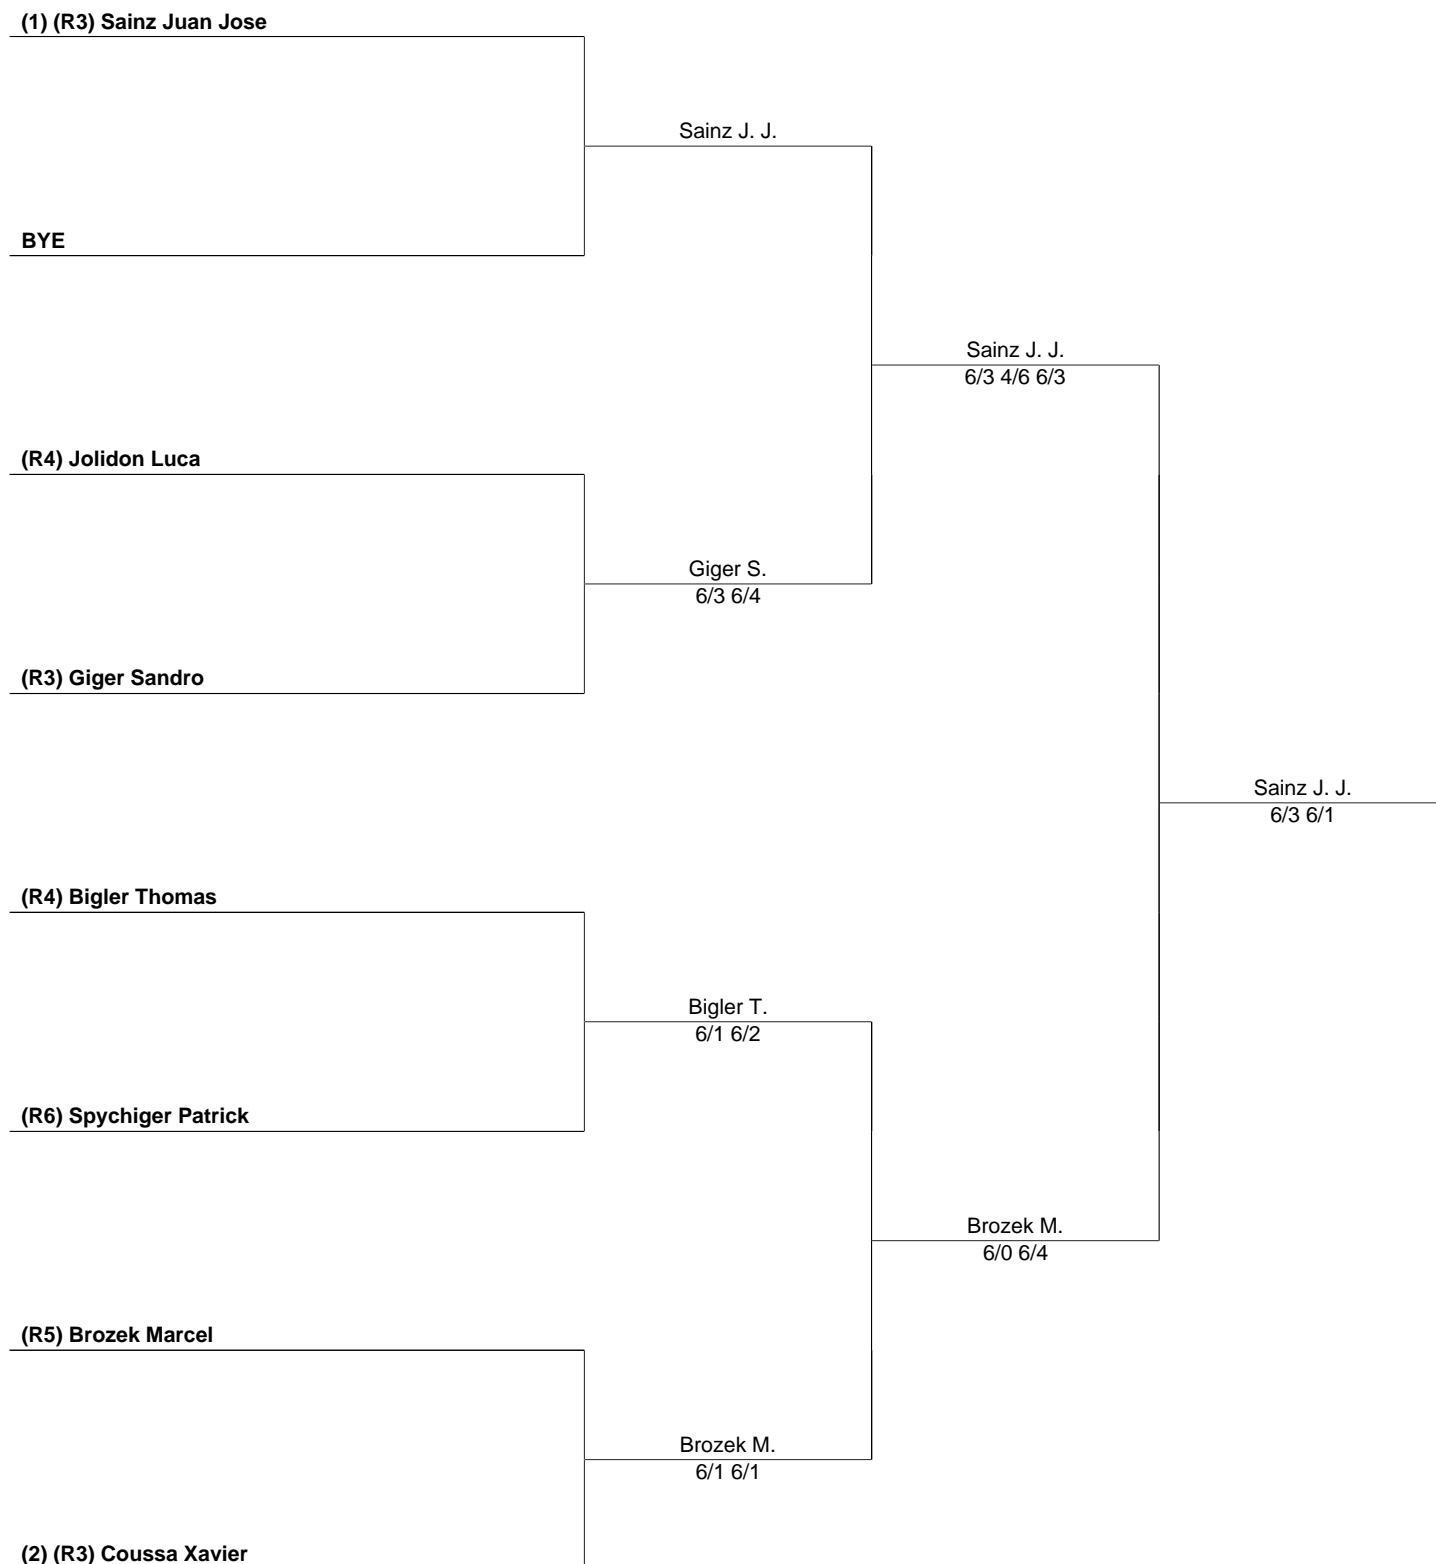 (1) (R3) Sainz Juan Jose
Sainz J. J.
BYE
Sainz J. J.
6/3 4/6 6/3
(R4) Jolidon Luca
Giger S.
6/3 6/4
(R3) Giger Sandro
Sainz J. J.
6/3 6/1
(R4) Bigler Thomas
Bigler T.
6/1 6/2
(R6) Spychiger Patrick
Brozek M.
6/0 6/4
(R5) Brozek Marcel
Brozek M.
6/1 6/1
(2) (R3) Coussa Xavier